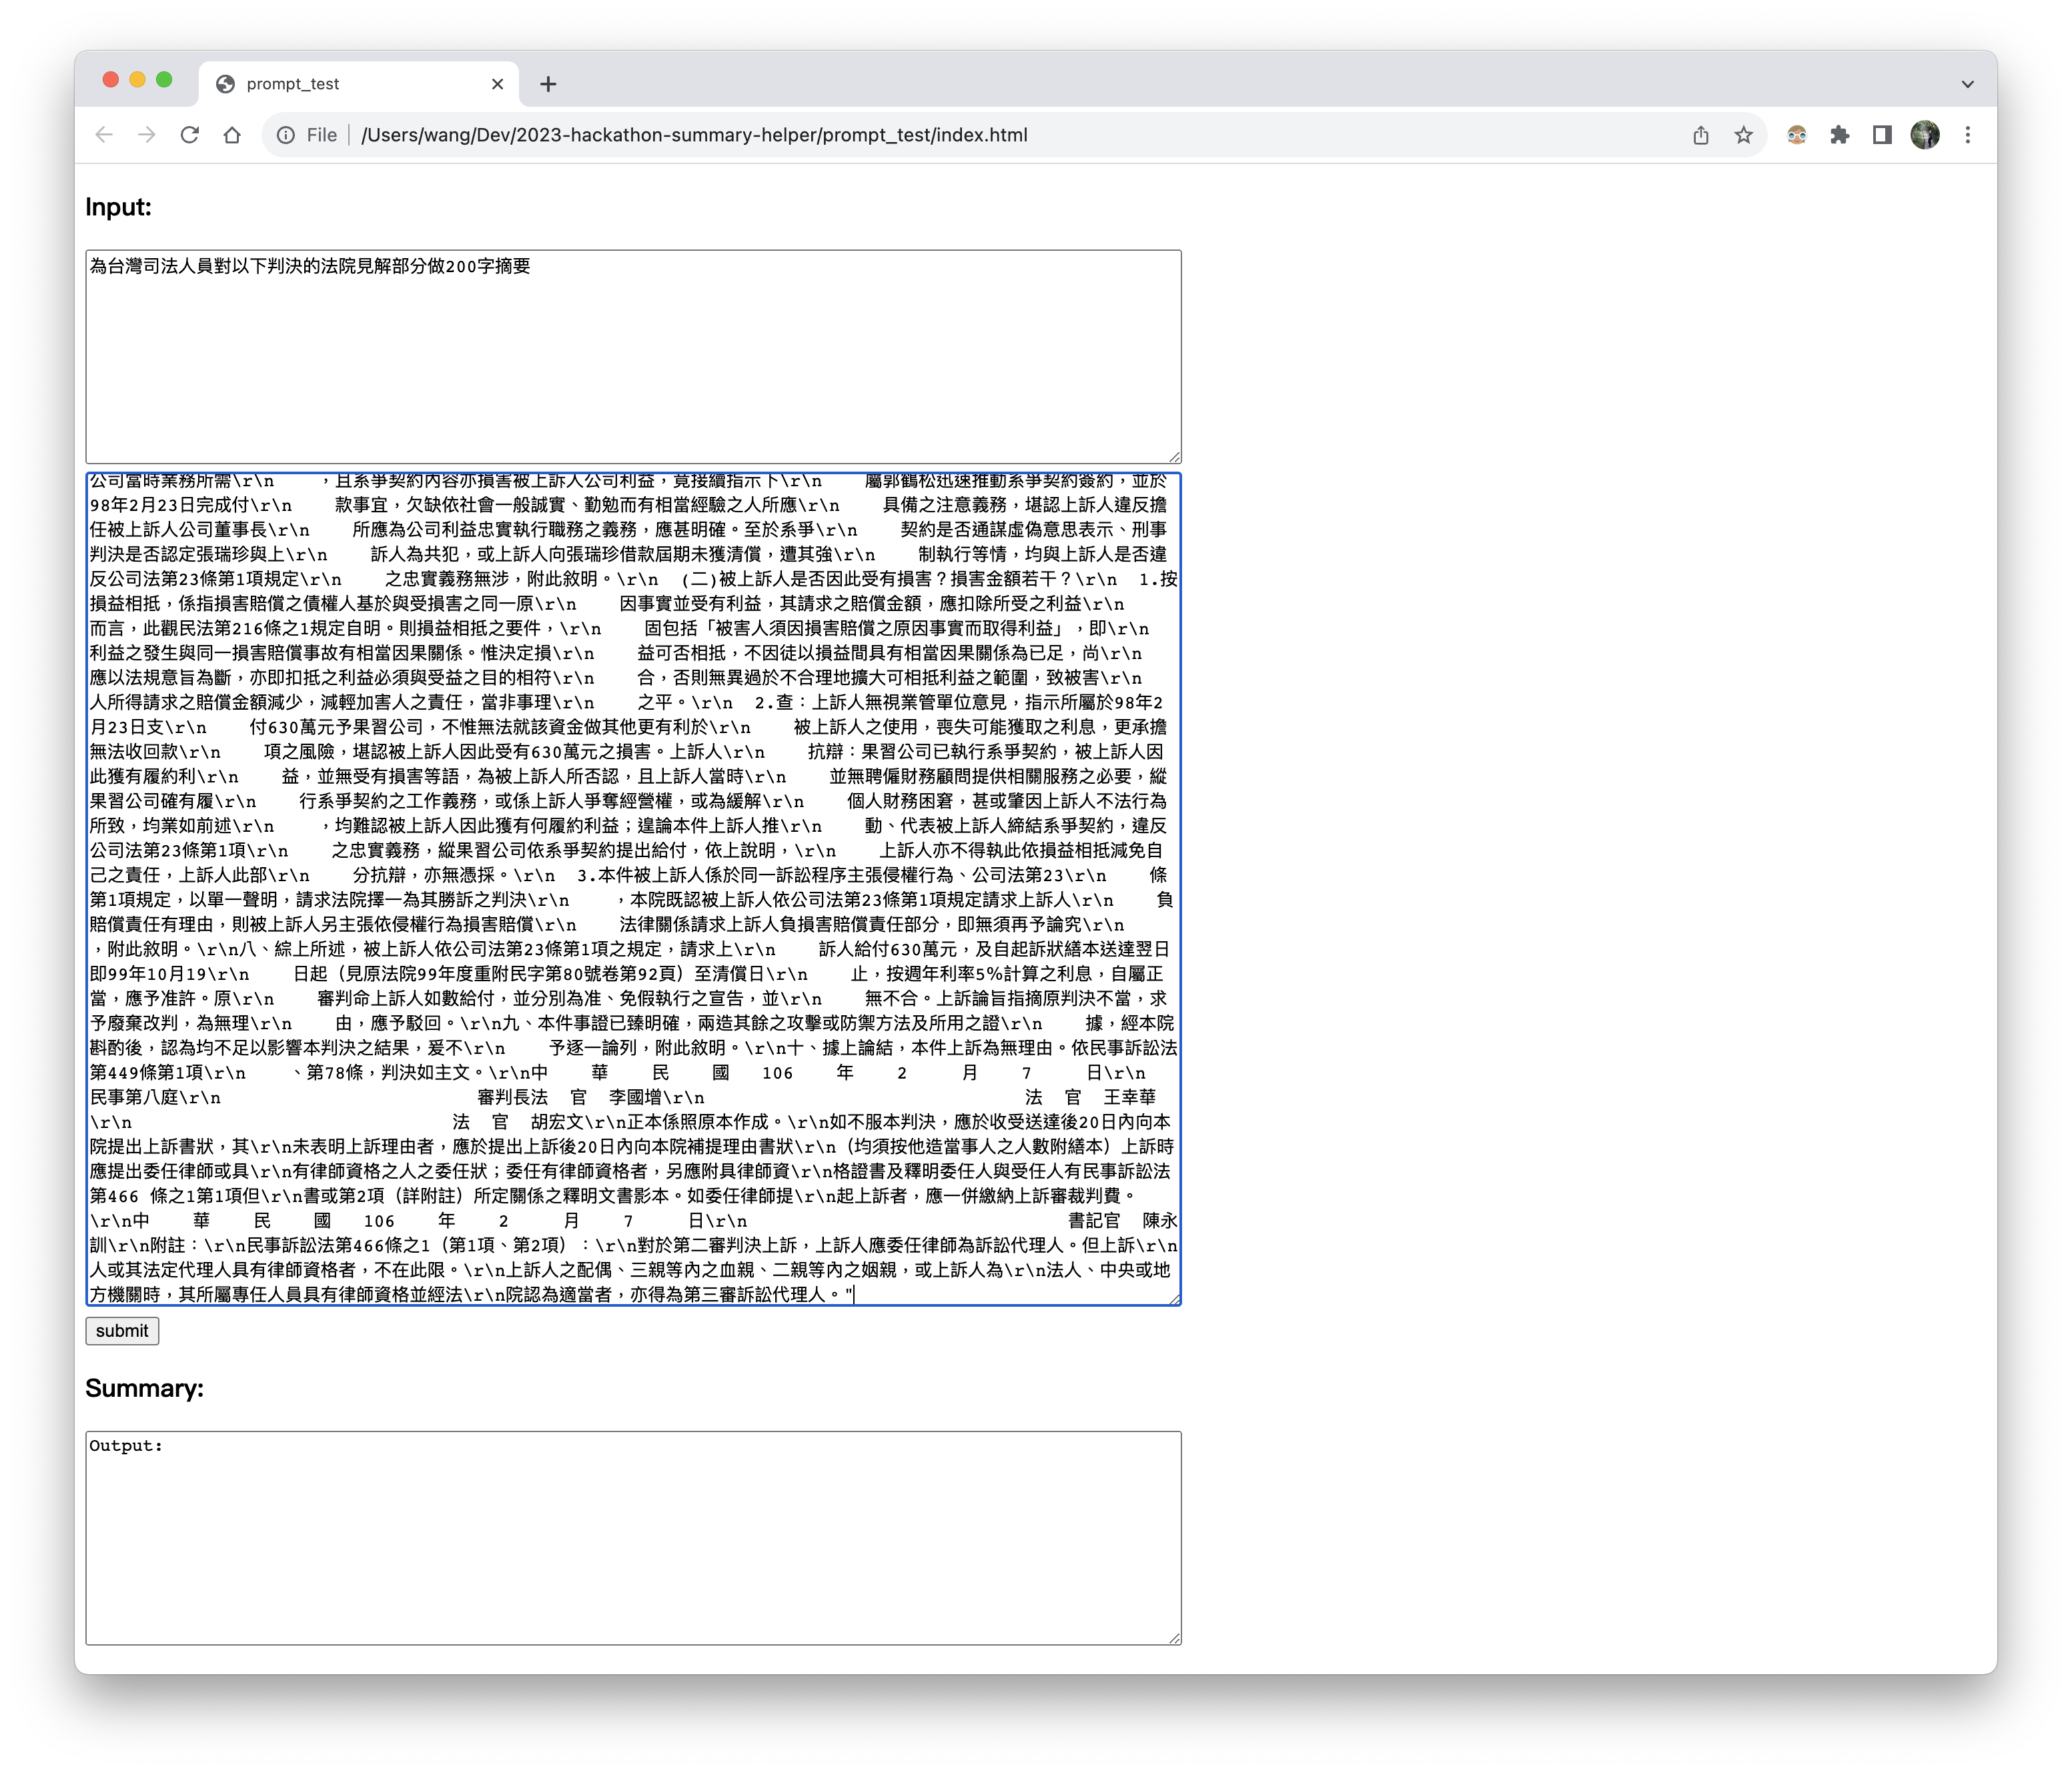 prompt_test
File
/Users/wang/Dev/2023-hackathon-summary-helper/prompt_test/index.html
Input:
為台灣司法人員對以下判決的法院見解部分做200字摘要
公司當時業務所需\r\n    ，且系爭契約內容亦損害被上訴人公司利益，竟接續指示下\r\n    屬郭鶴松迅速推動系爭契約簽約，並於
98年2月23日完成付\r\n    款事宜，欠缺依社會一般誠實、勤勉而有相當經驗之人所應\r\n    具備之注意義務，堪認上訴人違反擔
任被上訴人公司董事長\r\n    所應為公司利益忠實執行職務之義務，應甚明確。至於系爭\r\n    契約是否通謀虛偽意思表示、刑事
判決是否認定張瑞珍與上\r\n    訴人為共犯，或上訴人向張瑞珍借款屆期未獲清償，遭其強\r\n    制執行等情，均與上訴人是否違
反公司法第23條第1項規定\r\n    之忠實義務無涉，附此敘明。\r\n  (二)被上訴人是否因此受有損害？損害金額若干？\r\n  1.按
損益相抵，係指損害賠償之債權人基於與受損害之同一原\r\n    因事實並受有利益，其請求之賠償金額，應扣除所受之利益\r\n
而言，此觀民法第216條之1規定自明。則損益相抵之要件，\r\n    固包括「被害人須因損害賠償之原因事實而取得利益」，即\r\n
利益之發生與同一損害賠償事故有相當因果關係。惟決定損\r\n    益可否相抵，不因徒以損益間具有相當因果關係為已足，尚\r\n
應以法規意旨為斷，亦即扣抵之利益必須與受益之目的相符\r\n    合，否則無異過於不合理地擴大可相抵利益之範圍，致被害\r\n
人所得請求之賠償金額減少，減輕加害人之責任，當非事理\r\n    之平。\r\n  2.查：上訴人無視業管單位意見，指示所屬於98年2
月23日支\r\n    付630萬元予果習公司，不惟無法就該資金做其他更有利於\r\n    被上訴人之使用，喪失可能獲取之利息，更承擔
無法收回款\r\n    項之風險，堪認被上訴人因此受有630萬元之損害。上訴人\r\n    抗辯：果習公司已執行系爭契約，被上訴人因
此獲有履約利\r\n    益，並無受有損害等語，為被上訴人所否認，且上訴人當時\r\n    並無聘僱財務顧問提供相關服務之必要，縱
果習公司確有履\r\n    行系爭契約之工作義務，或係上訴人爭奪經營權，或為緩解\r\n    個人財務困窘，甚或肇因上訴人不法行為
所致，均業如前述\r\n    ，均難認被上訴人因此獲有何履約利益；遑論本件上訴人推\r\n    動、代表被上訴人締結系爭契約，違反
公司法第23條第1項\r\n    之忠實義務，縱果習公司依系爭契約提出給付，依上說明，\r\n    上訴人亦不得執此依損益相抵減免自
己之責任，上訴人此部\r\n    分抗辯，亦無憑採。\r\n  3.本件被上訴人係於同一訴訟程序主張侵權行為、公司法第23\r\n    條
第1項規定，以單一聲明，請求法院擇一為其勝訴之判決\r\n    ，本院既認被上訴人依公司法第23條第1項規定請求上訴人\r\n    負
賠償責任有理由，則被上訴人另主張依侵權行為損害賠償\r\n    法律關係請求上訴人負損害賠償責任部分，即無須再予論究\r\n
，附此敘明。\r\n八、綜上所述，被上訴人依公司法第23條第1項之規定，請求上\r\n    訴人給付630萬元，及自起訴狀繕本送達翌日
即99年10月19\r\n    日起（見原法院99年度重附民字第80號卷第92頁）至清償日\r\n    止，按週年利率5%計算之利息，自屬正
當，應予准許。原\r\n    審判命上訴人如數給付，並分別為准、免假執行之宣告，並\r\n    無不合。上訴論旨指摘原判決不當，求
予廢棄改判，為無理\r\n    由，應予駁回。\r\n九、本件事證已臻明確，兩造其餘之攻擊或防禦方法及所用之證\r\n    據，經本院
斟酌後，認為均不足以影響本判決之結果，爰不\r\n    予逐一論列，附此敘明。\r\n十、據上論結，本件上訴為無理由。依民事訴訟法
第449條第1項\r\n    、第78條，判決如主文。\r\n中    華    民    國    106    年    2    月    7    日\r\n
民事第八庭\r\n    審判長法  官  李國增\r\n    法  官  王幸華
\r\n    法  官  胡宏文\r\n正本係照原本作成。\r\n如不服本判決，應於收受送達後20日內向本
院提出上訴書狀，其\r\n未表明上訴理由者，應於提出上訴後20日內向本院補提理由書狀\r\n（均須按他造當事人之人數附繕本）上訴時
應提出委任律師或具\r\n有律師資格之人之委任狀；委任有律師資格者，另應附具律師資\r\n格證書及釋明委任人與受任人有民事訴訟法
第466 條之1第1項但\r\n書或第2項（詳附註）所定關係之釋明文書影本。如委任律師提\r\n起上訴者，應一併繳納上訴審裁判費。
\r\n中    華    民    國    106    年    2    月    7    日\r\n    書記官  陳永
訓\r\n附註：\r\n民事訴訟法第466條之1（第1項、第2項）：\r\n對於第二審判決上訴，上訴人應委任律師為訴訟代理人。但上訴\r\n
人或其法定代理人具有律師資格者，不在此限。\r\n上訴人之配偶、三親等內之血親、二親等內之姻親，或上訴人為\r\n法人、中央或地
方機關時，其所屬專任人員具有律師資格並經法\r\n院認為適當者，亦得為第三審訴訟代理人。"
submit
Summary:
Output: